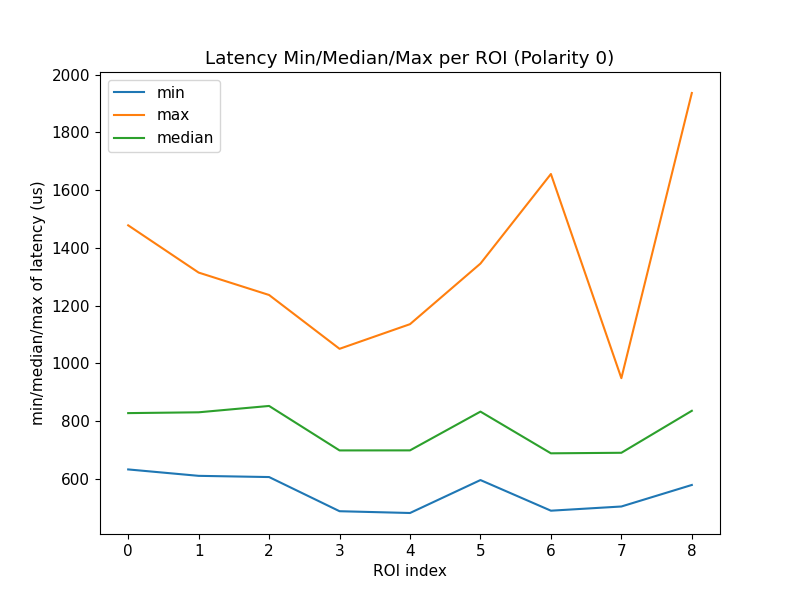 Latency Min/Median/Max per ROI (Polarity 0)
min
max
median
min/median/max of latency (us)
2000
1800
1600
1400
1200
1000
800
600
0 1 2 3 4 5 6 7 8
ROI index